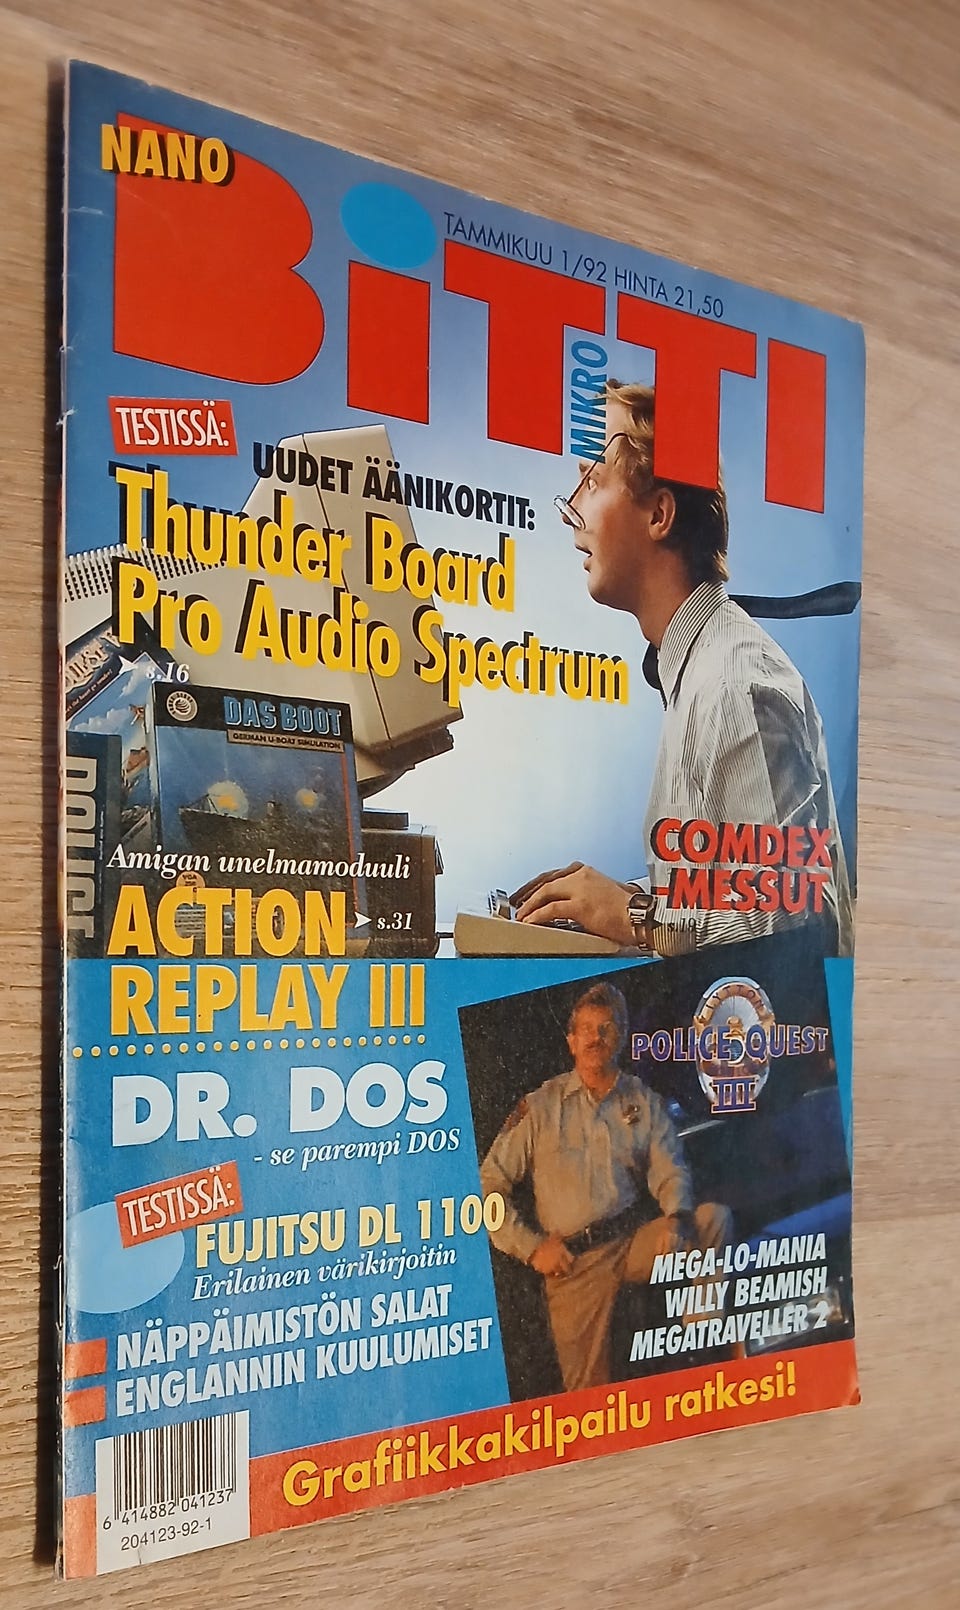 NANO
BiTTI
TAMMIKUU 1/92 HINTA 21,50
MIKRO
TESTISSÄ:
UUDET ÄÄNIKORTIT:
Thunder Board
Pro Audio Spectrum
s.16
DAS BOOT
GERMAN U-BOAT SIMULATION
Amigan unelmamoduuli
ACTION
REPLAY III
s.31
COMDEX
-MESSUT
s.19
DR. DOS
- se parempi DOS
POLICE QUEST
III
TESTISSÄ:
FUJITSU DL 1100
Erilainen värikirjoitin
NÄPPÄIMISTÖN SALAT
ENGLANNIN KUULUMISET
MEGA-LO-MANIA
WILLY BEAMISH
MEGATRAVELLER 2
Grafiikkakilpailu ratkesi!
6 414882 041237
204123-92-1